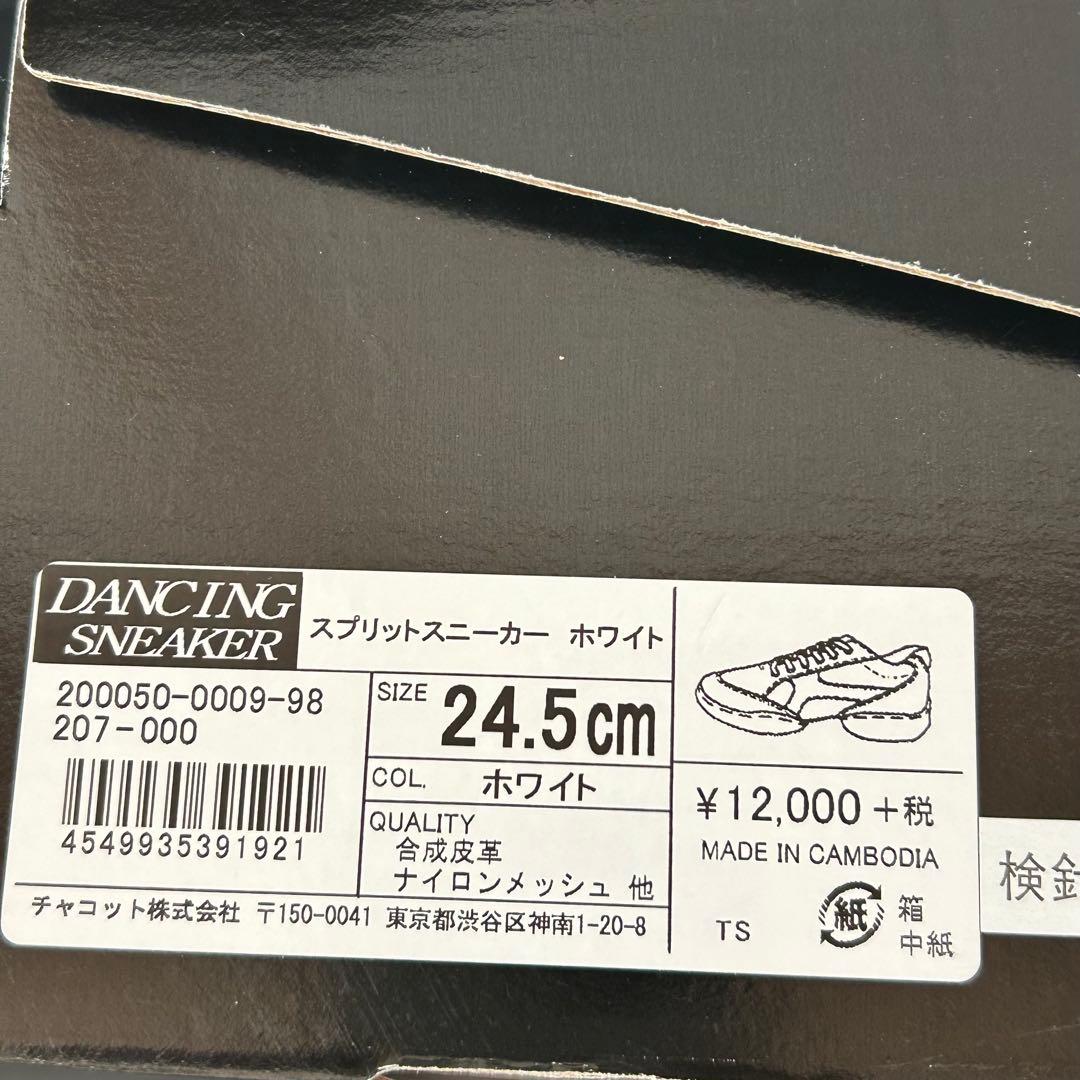 DANCING
SNEAKER
スプリットスニーカー ホワイト
200050-0009-98
207-000
4549935391921
SIZE 24.5cm
COL. ホワイト
QUALITY
合成皮革
ナイロンメッシュ 他
¥12,000+税
MADE IN CAMBODIA
TS
紙
箱
中紙
チャコット株式会社 〒150-0041 東京都渋谷区神南1-20-8
検針